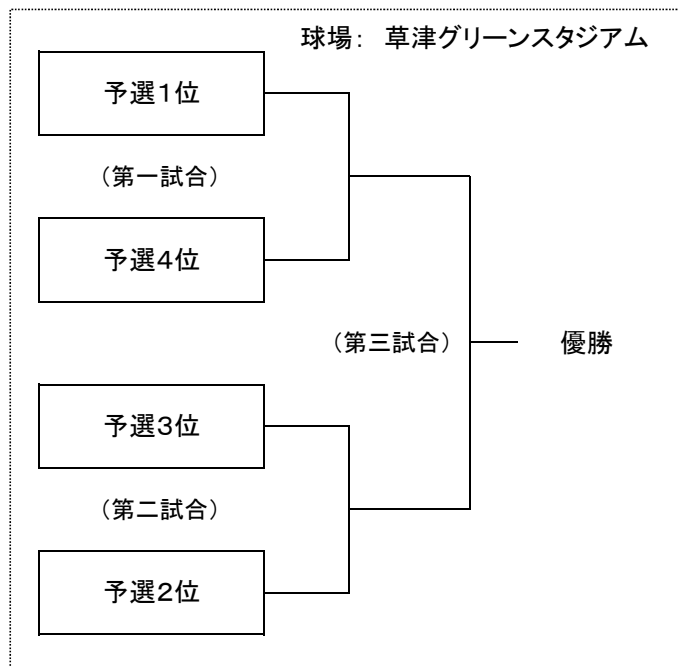 球場： 草津グリーンスタジアム
予選１位
（第一試合）
予選４位
（第三試合）
優勝
予選３位
（第二試合）
予選２位